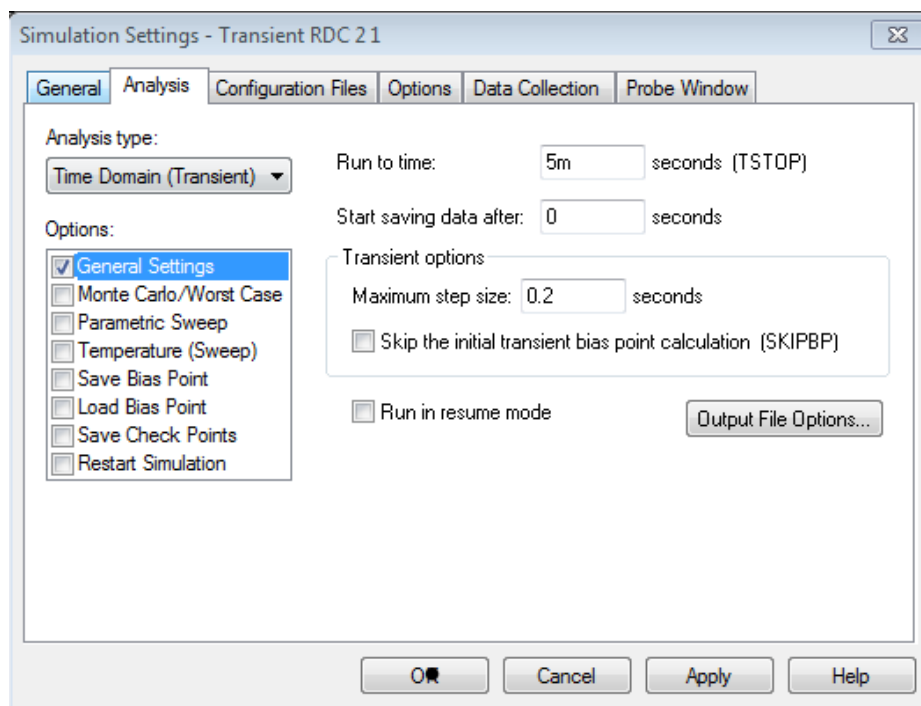 Simulation Settings - Transient RDC 2 1
General Analysis Configuration Files Options Data Collection Probe Window
Analysis type:
Time Domain (Transient)
Options:
General Settings
Monte Carlo/Worst Case
Parametric Sweep
Temperature (Sweep)
Save Bias Point
Load Bias Point
Save Check Points
Restart Simulation
Run to time: 5m seconds (TSTOP)
Start saving data after: 0 seconds
Transient options
Maximum step size: 0.2 seconds
Skip the initial transient bias point calculation (SKIPBP)
Run in resume mode
Output File Options...
OK Cancel Apply Help